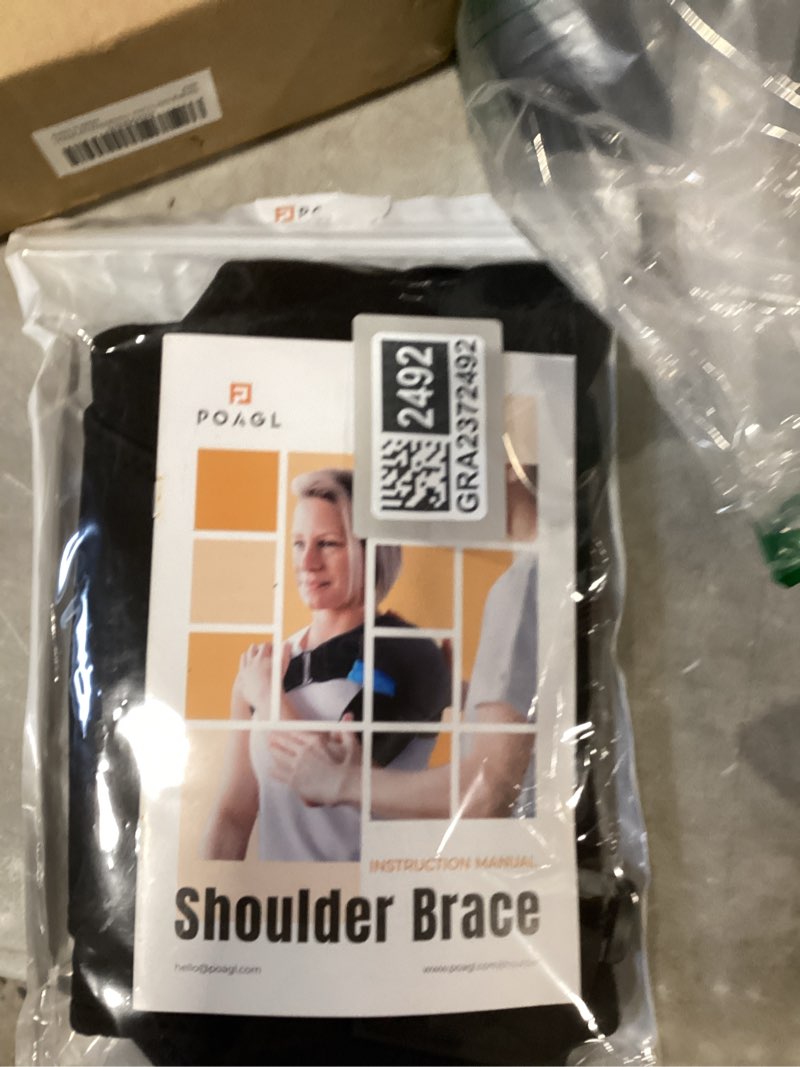 2492
GRA2372492
POAGL
INSTRUCTION MANUAL
Shoulder Brace
hello@poagl.com